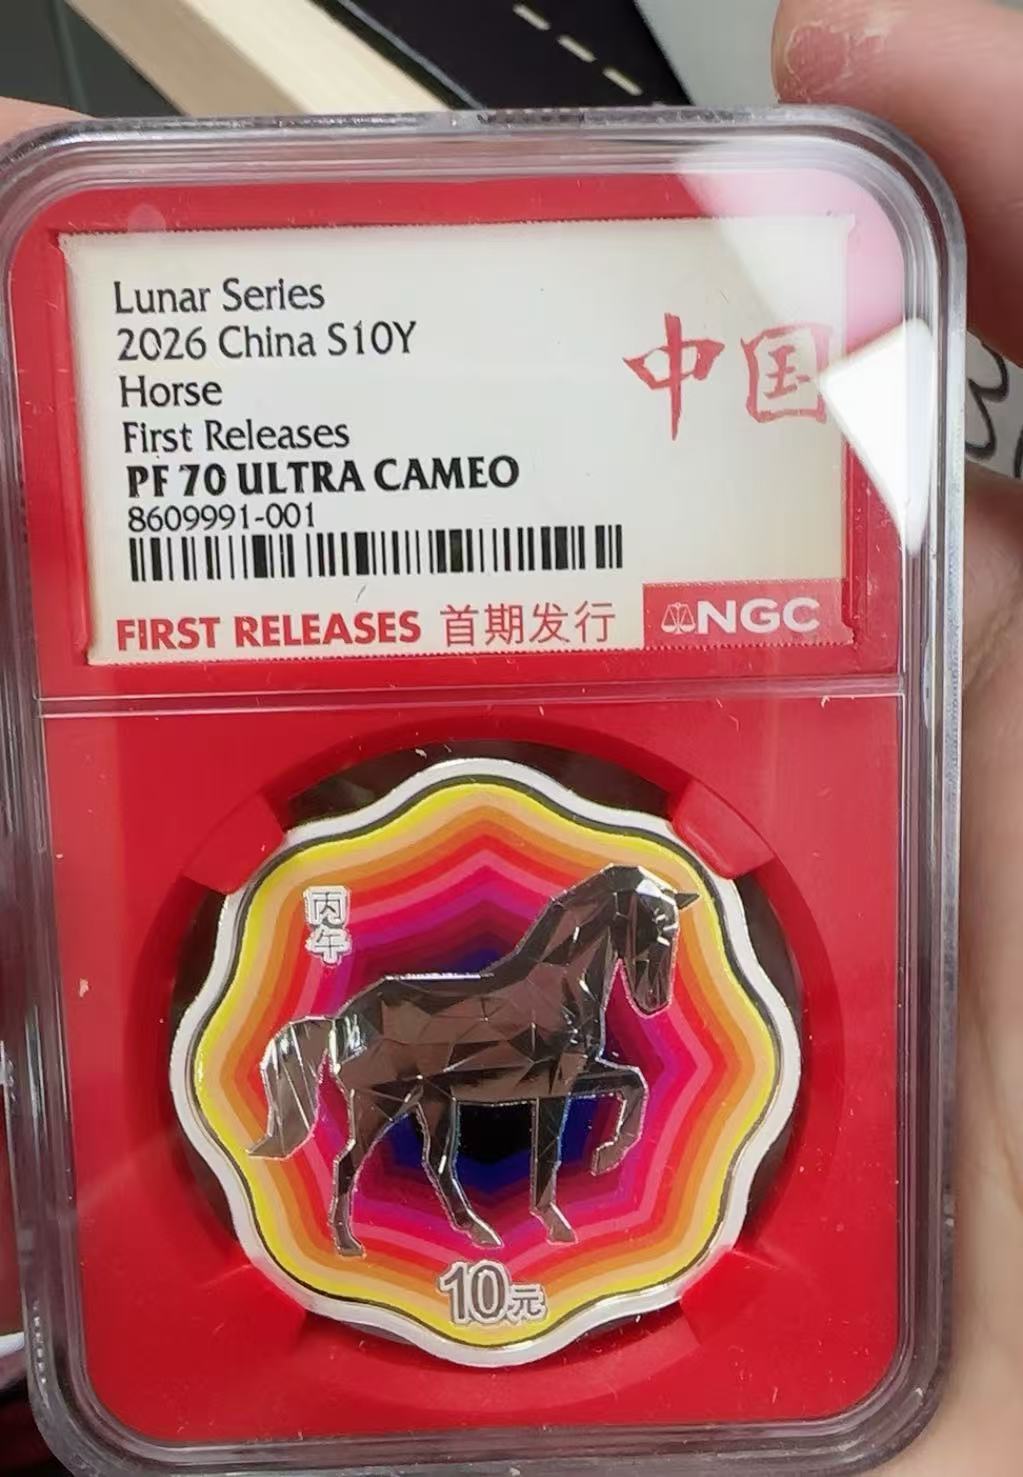 Lunar Series
2026 China S10Y
Horse
First Releases
PF 70 ULTRA CAMEO
8609991-001
中国
FIRST RELEASES 首期发行
NGC
丙午
10元